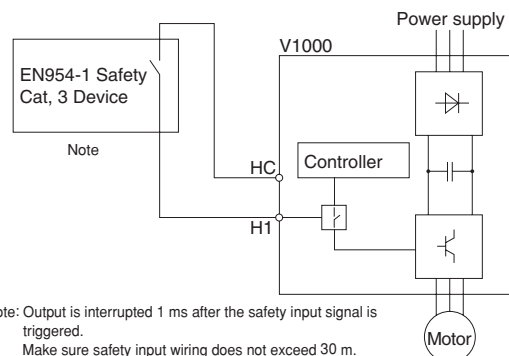 Power supply
V1000
EN954-1 Safety
Cat, 3 Device
Note
Controller
HC
H1
Note: Output is interrupted 1 ms after the safety input signal is
triggered.
Make sure safety input wiring does not exceed 30 m.
Motor